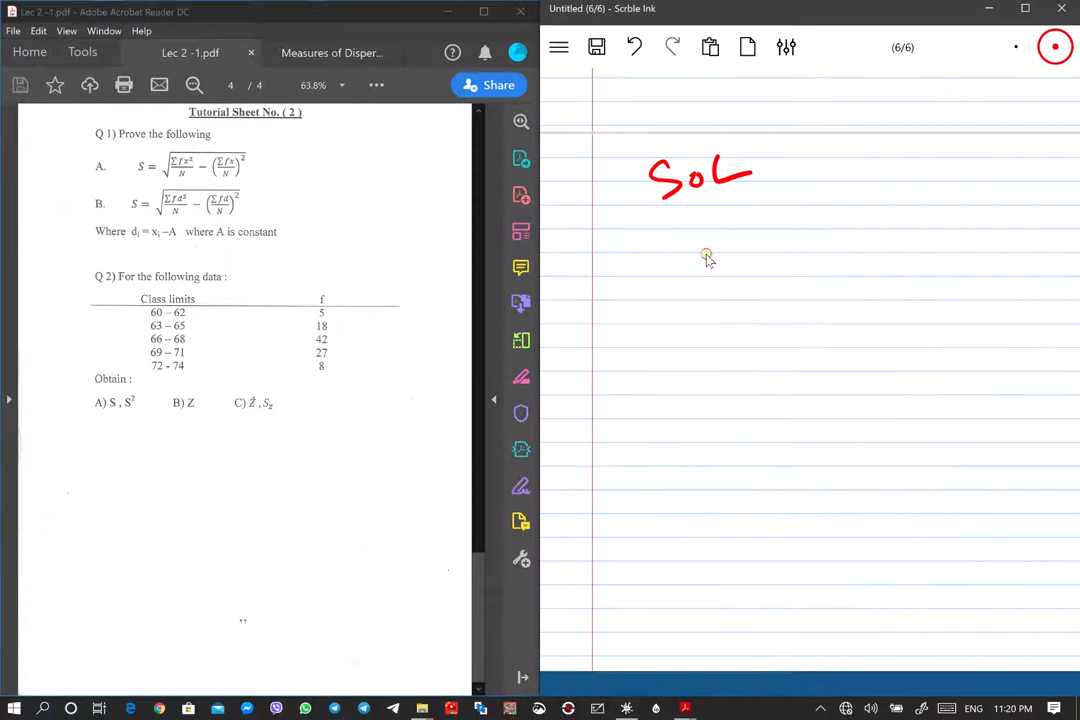 Lec 2 –1.pdf - Adobe Acrobat Reader DC
File Edit View Window Help
Home Tools Lec 2 -1.pdf × Measures of Disper...
4 / 4 63.8% Share
Tutorial Sheet No. ( 2 )
Q 1) Prove the following
A. S = √(Σfx²/N − (Σfx/N)²)
B. S = √(Σfd²/N − (Σfd/N)²)
Where dᵢ = xᵢ –A where A is constant
Q 2) For the following data :
Class limits f
60 – 62 5
63 – 65 18
66 – 68 42
69 – 71 27
72 - 74 8
Obtain :
A) S , S² B) Z C) Ź , S_z
٢٢
Untitled (6/6) - Scrble Ink
(6/6)
SoL
11:20 PM